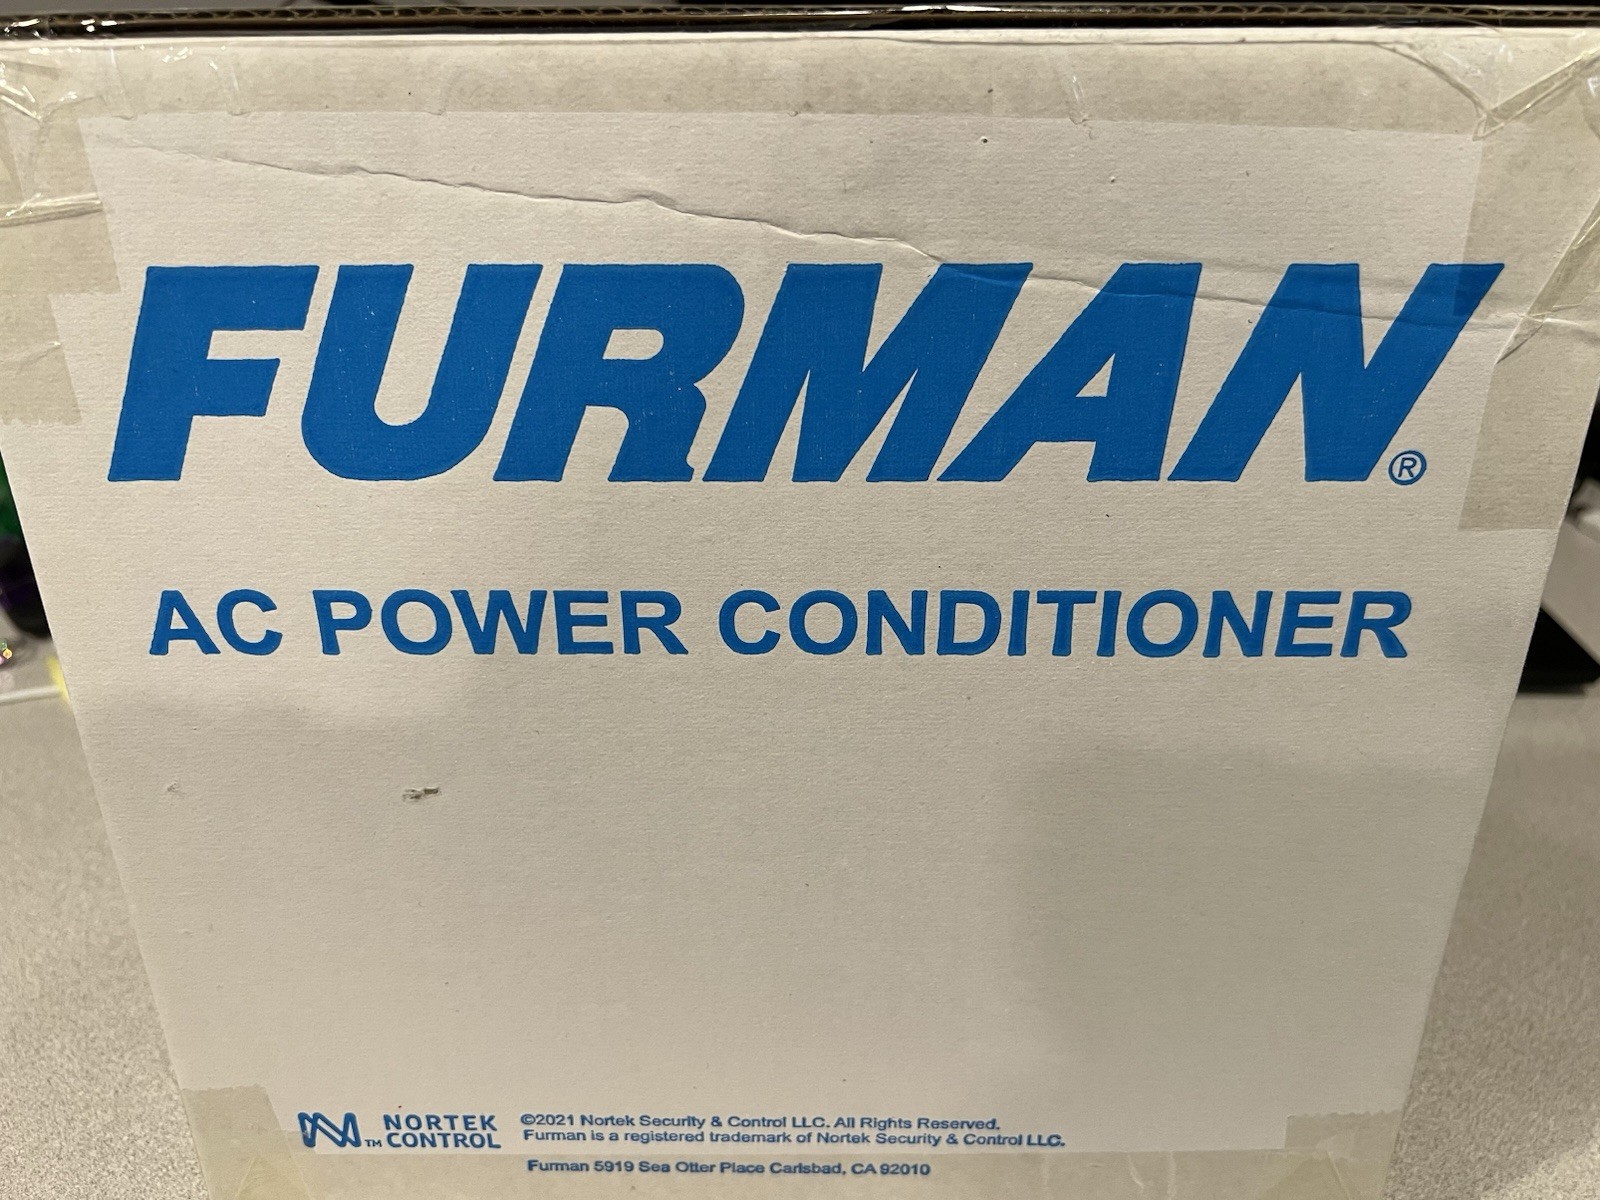 FURMAN®
AC POWER CONDITIONER
NORTEK
™ CONTROL
©2021 Nortek Security & Control LLC. All Rights Reserved.
Furman is a registered trademark of Nortek Security & Control LLC.
Furman 5919 Sea Otter Place Carlsbad, CA 92010